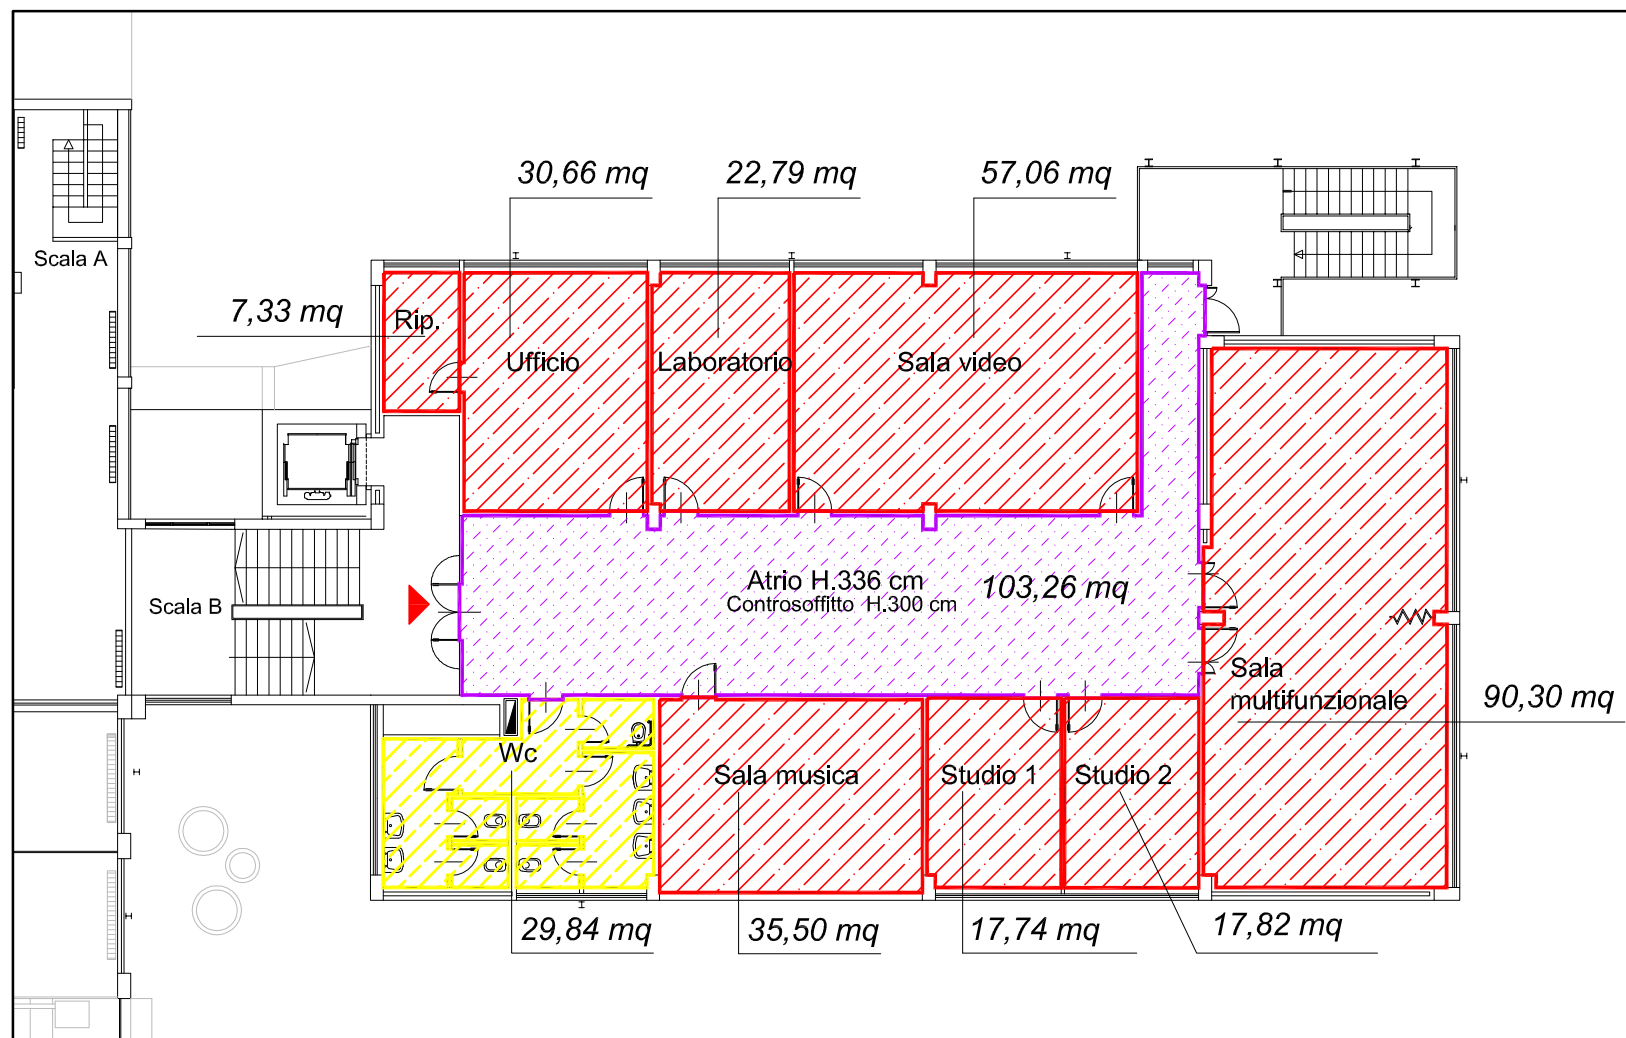 30,66 mq
22,79 mq
57,06 mq
Scala A
7,33 mq
Rip.
Ufficio
Laboratorio
Sala video
Atrio H.336 cm
Controsoffitto H.300 cm
103,26 mq
Scala B
Sala
multifunzionale
90,30 mq
Wc
Sala musica
Studio 1
Studio 2
29,84 mq
35,50 mq
17,74 mq
17,82 mq